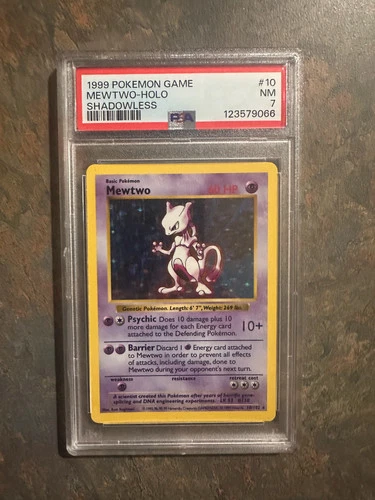 1999 POKEMON GAME #10
MEWTWO-HOLO NM
SHADOWLESS 7
PSA 123579066
Basic Pokémon
Mewtwo 60 HP
Genetic Pokémon. Length: 6' 7", Weight: 269 lbs.
Psychic Does 10 damage plus 10
more damage for each Energy card
attached to the Defending Pokémon.
10+
Barrier Discard 1 Energy card attached
to Mewtwo in order to prevent all effects
of attacks, including damage, done to
Mewtwo during your opponent's next turn.
weakness resistance retreat cost
A scientist created this Pokémon after years of horrific gene-
splicing and DNA engineering experiments. LV. 53 #150